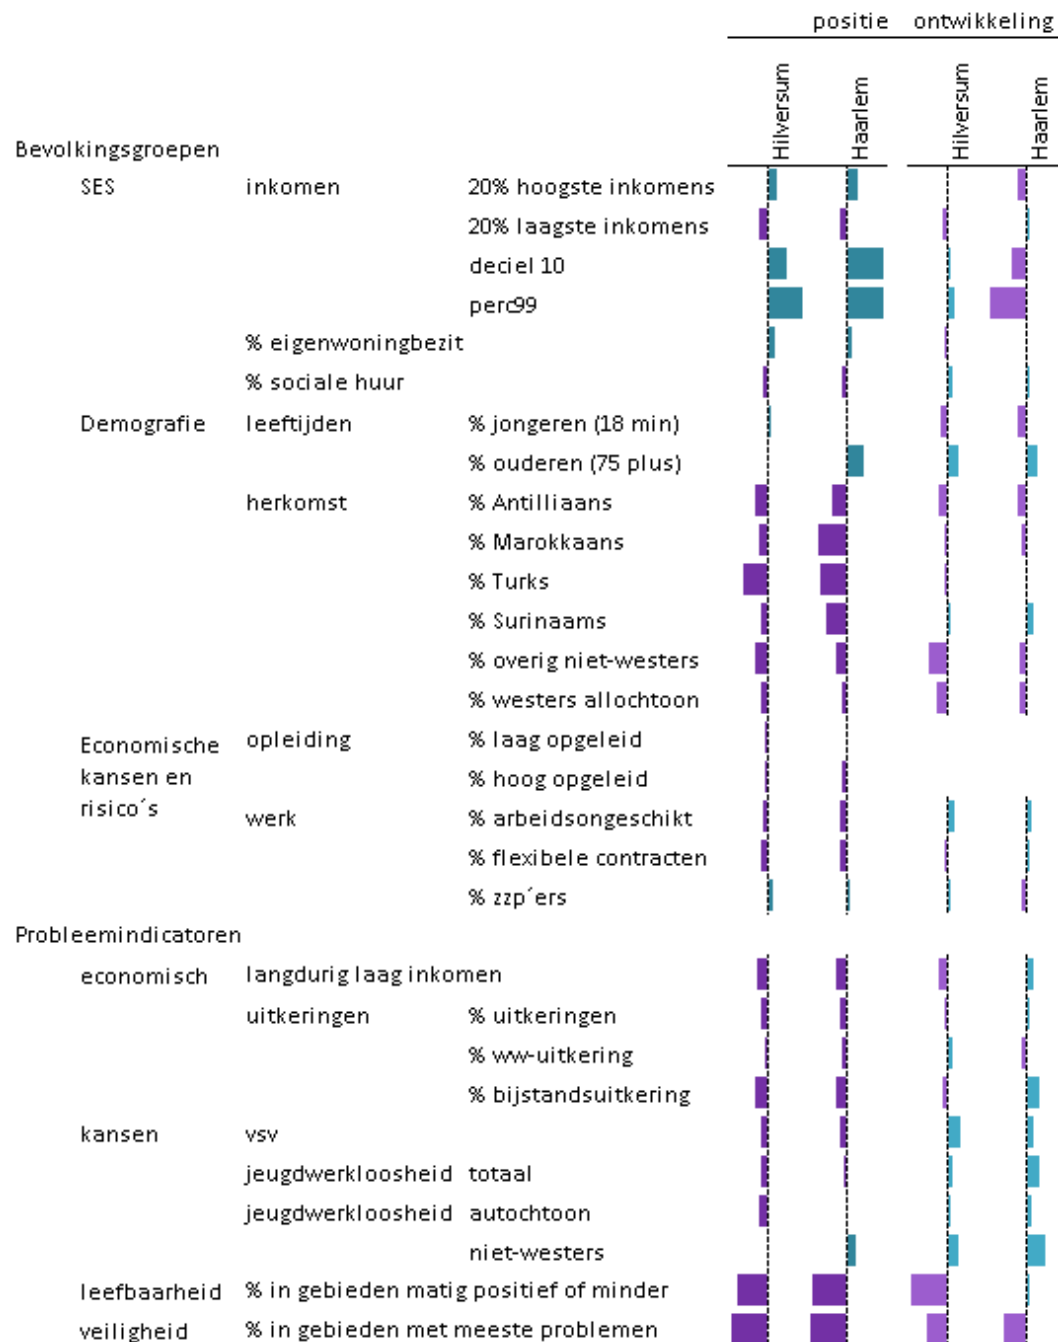 positie ontwikkeling
Hilversum Haarlem Hilversum Haarlem
Bevolkingsgroepen
SES inkomen 20% hoogste inkomens
20% laagste inkomens
deciel 10
perc99
% eigenwoningbezit
% sociale huur
Demografie leeftijden % jongeren (18 min)
% ouderen (75 plus)
herkomst % Antilliaans
% Marokkaans
% Turks
% Surinaams
% overig niet-westers
% westers allochtoon
Economische kansen en risico´s opleiding % laag opgeleid
% hoog opgeleid
werk % arbeidsongeschikt
% flexibele contracten
% zzp´ers
Probleemindicatoren
economisch langdurig laag inkomen
uitkeringen % uitkeringen
% ww-uitkering
% bijstandsuitkering
kansen vsv
jeugdwerkloosheid totaal
jeugdwerkloosheid autochtoon
niet-westers
leefbaarheid % in gebieden matig positief of minder
veiligheid % in gebieden met meeste problemen